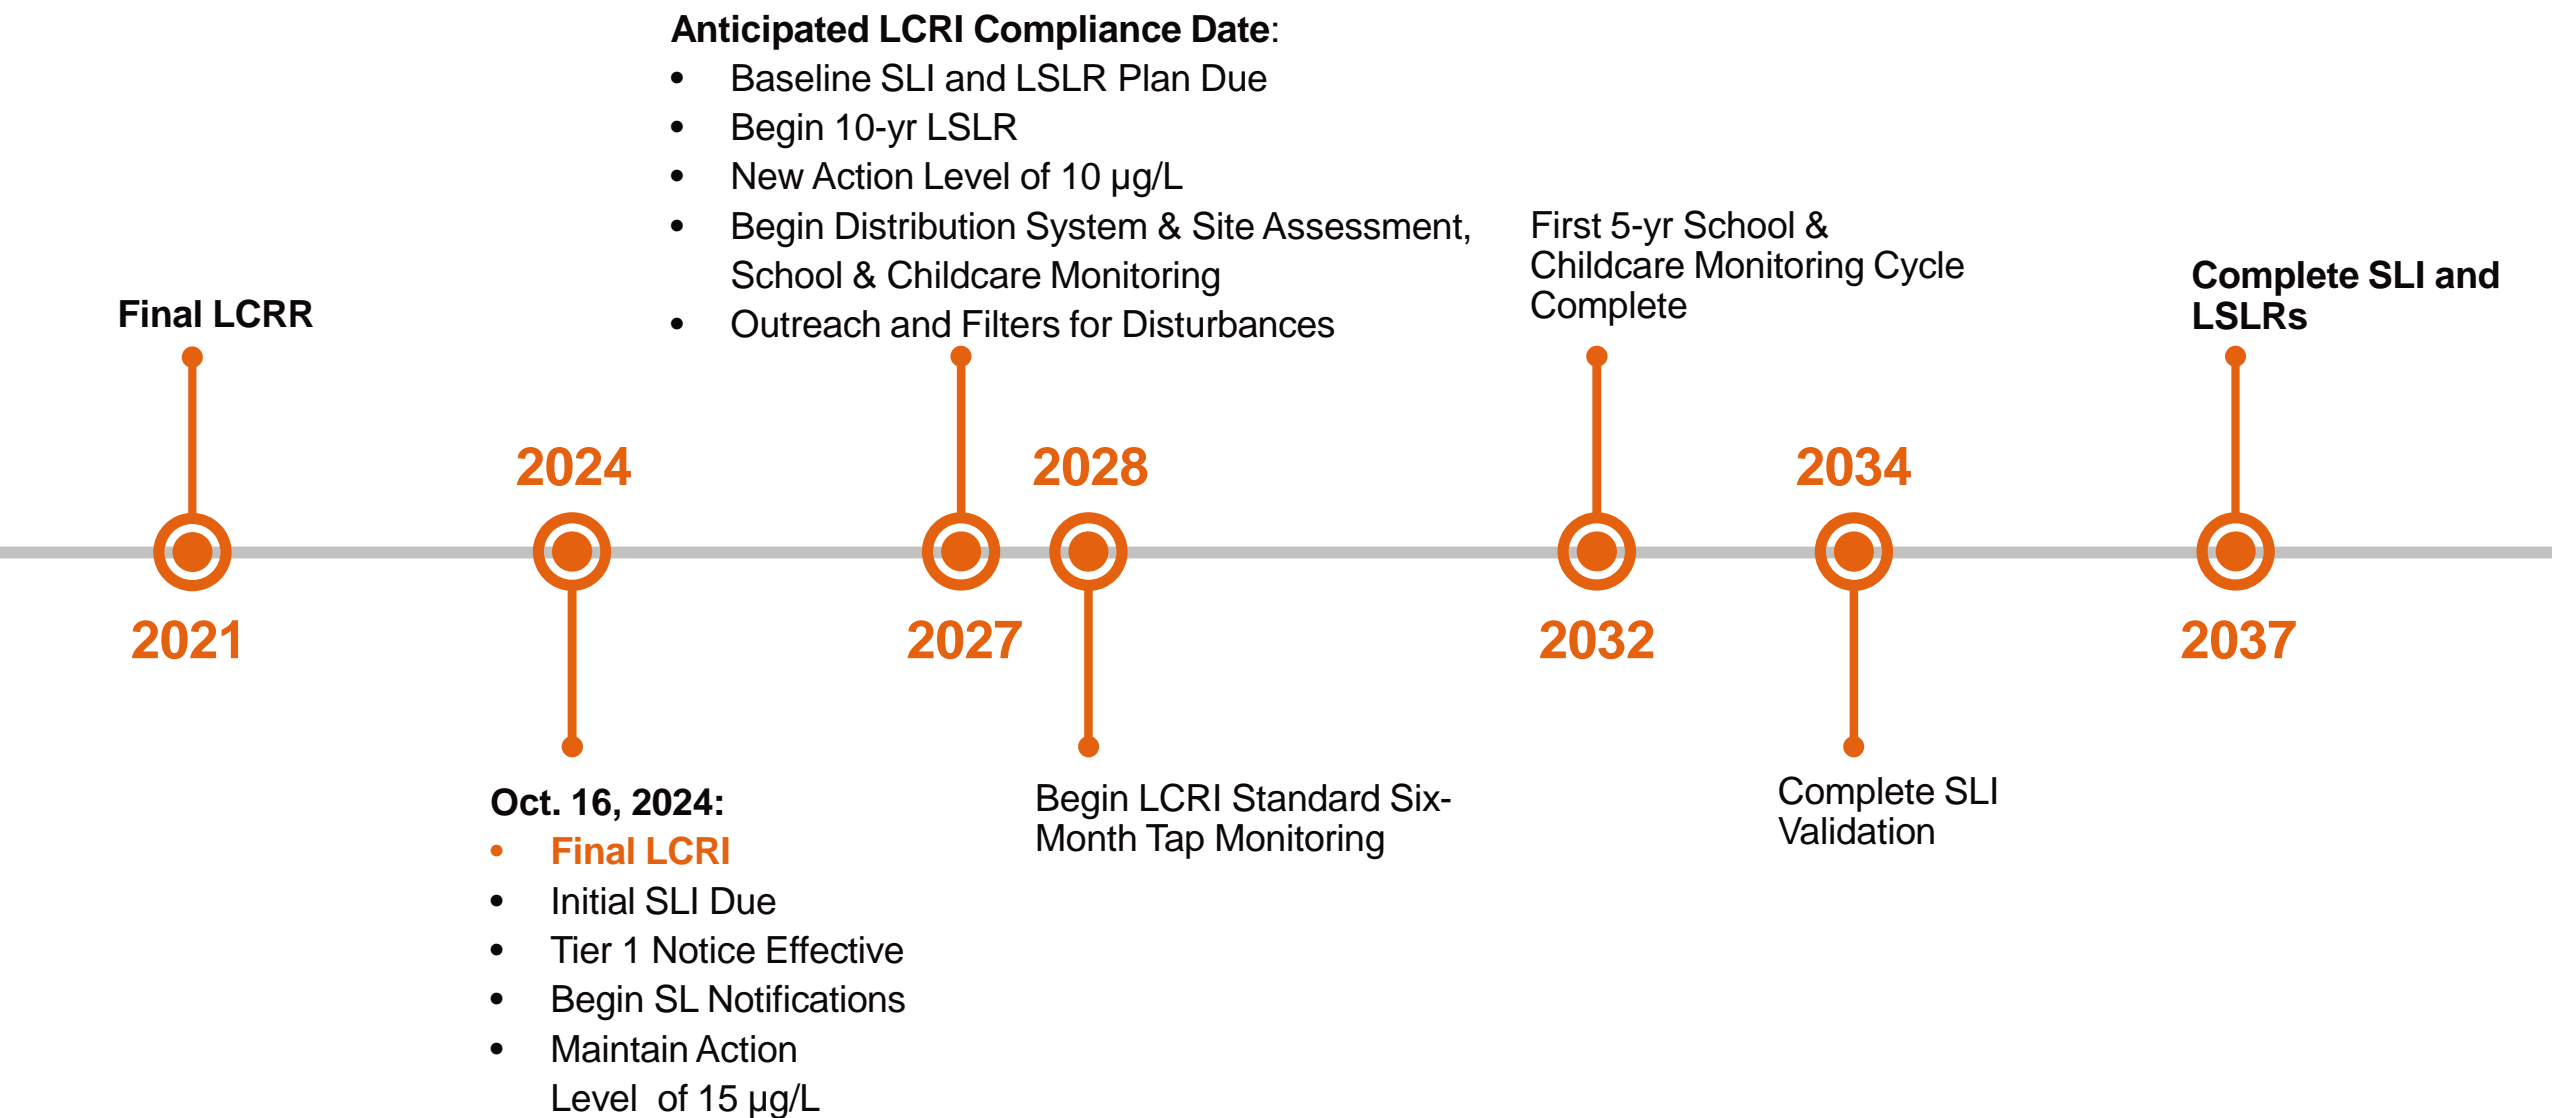 Anticipated LCRI Compliance Date:
• Baseline SLI and LSLR Plan Due
• Begin 10-yr LSLR
• New Action Level of 10 µg/L
• Begin Distribution System & Site Assessment,
School & Childcare Monitoring
• Outreach and Filters for Disturbances
First 5-yr School &
Childcare Monitoring Cycle
Complete
Complete SLI and
LSLRs
Final LCRR
2024
2028
2034
2021
2027
2032
2037
Oct. 16, 2024:
• Final LCRI
• Initial SLI Due
• Tier 1 Notice Effective
• Begin SL Notifications
• Maintain Action
Level of 15 µg/L
Begin LCRI Standard Six-
Month Tap Monitoring
Complete SLI
Validation